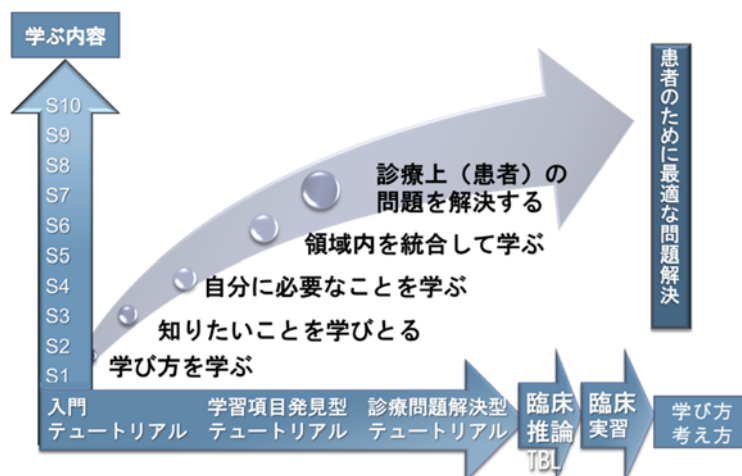 学ぶ内容
S10
S9
S8
S7
S6
S5
S4
S3
S2
S1
診療上（患者）の
問題を解決する
領域内を統合して学ぶ
自分に必要なことを学ぶ
知りたいことを学びとる
学び方を学ぶ
患者のために最適な問題解決
入門
テュートリアル
学習項目発見型
テュートリアル
診療問題解決型
テュートリアル
臨床
推論
TBL
臨床
実習
学び方
考え方